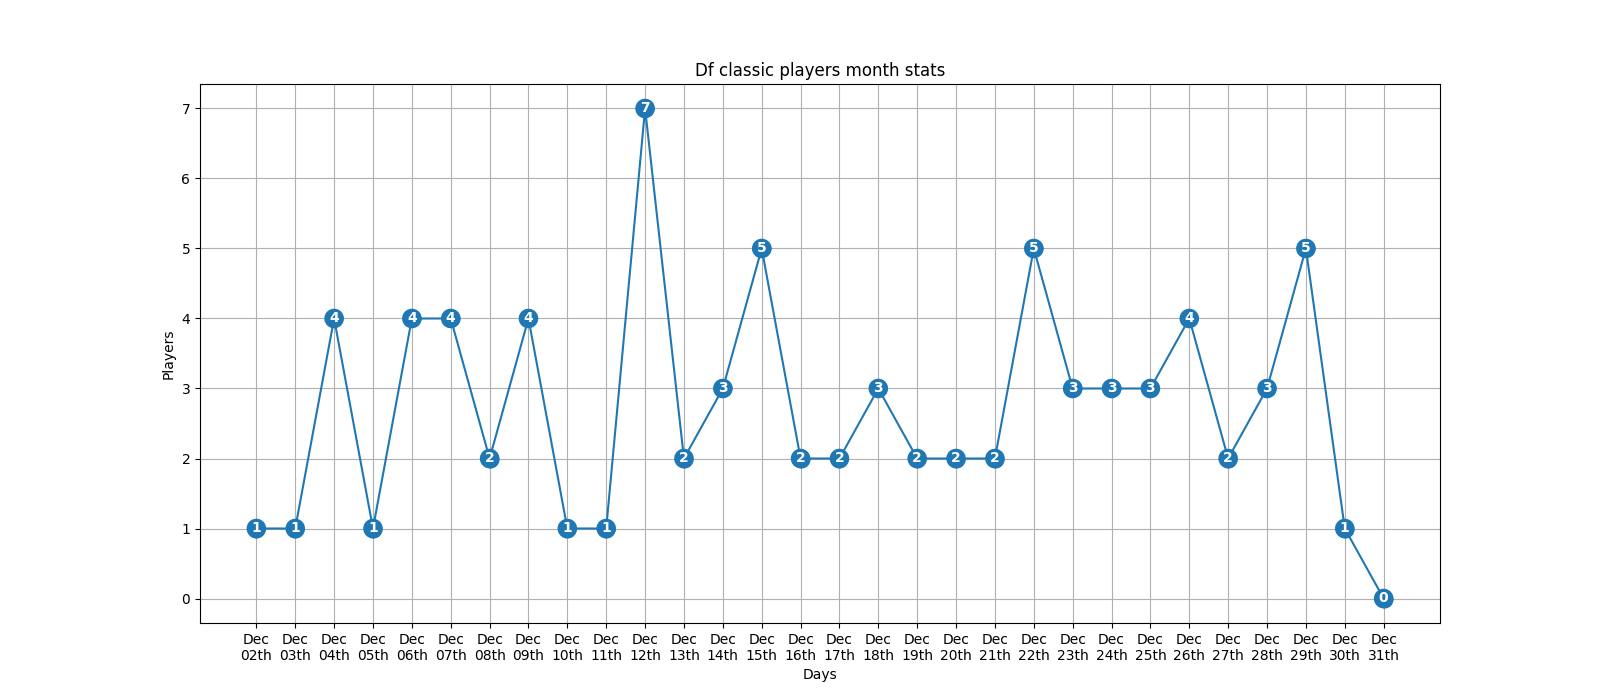 Df classic players month stats
7
6
5
4
3
2
1
0
Players
1 1 4 1 4 4 2 4 1 1 7 2 3 5 2 2 3 2 2 2 5 3 3 3 4 2 3 5 1 0
Dec Dec Dec Dec Dec Dec Dec Dec Dec Dec Dec Dec Dec Dec Dec Dec Dec Dec Dec Dec Dec Dec Dec Dec Dec Dec Dec Dec Dec Dec
02th 03th 04th 05th 06th 07th 08th 09th 10th 11th 12th 13th 14th 15th 16th 17th 18th 19th 20th 21th 22th 23th 24th 25th 26th 27th 28th 29th 30th 31th
Days